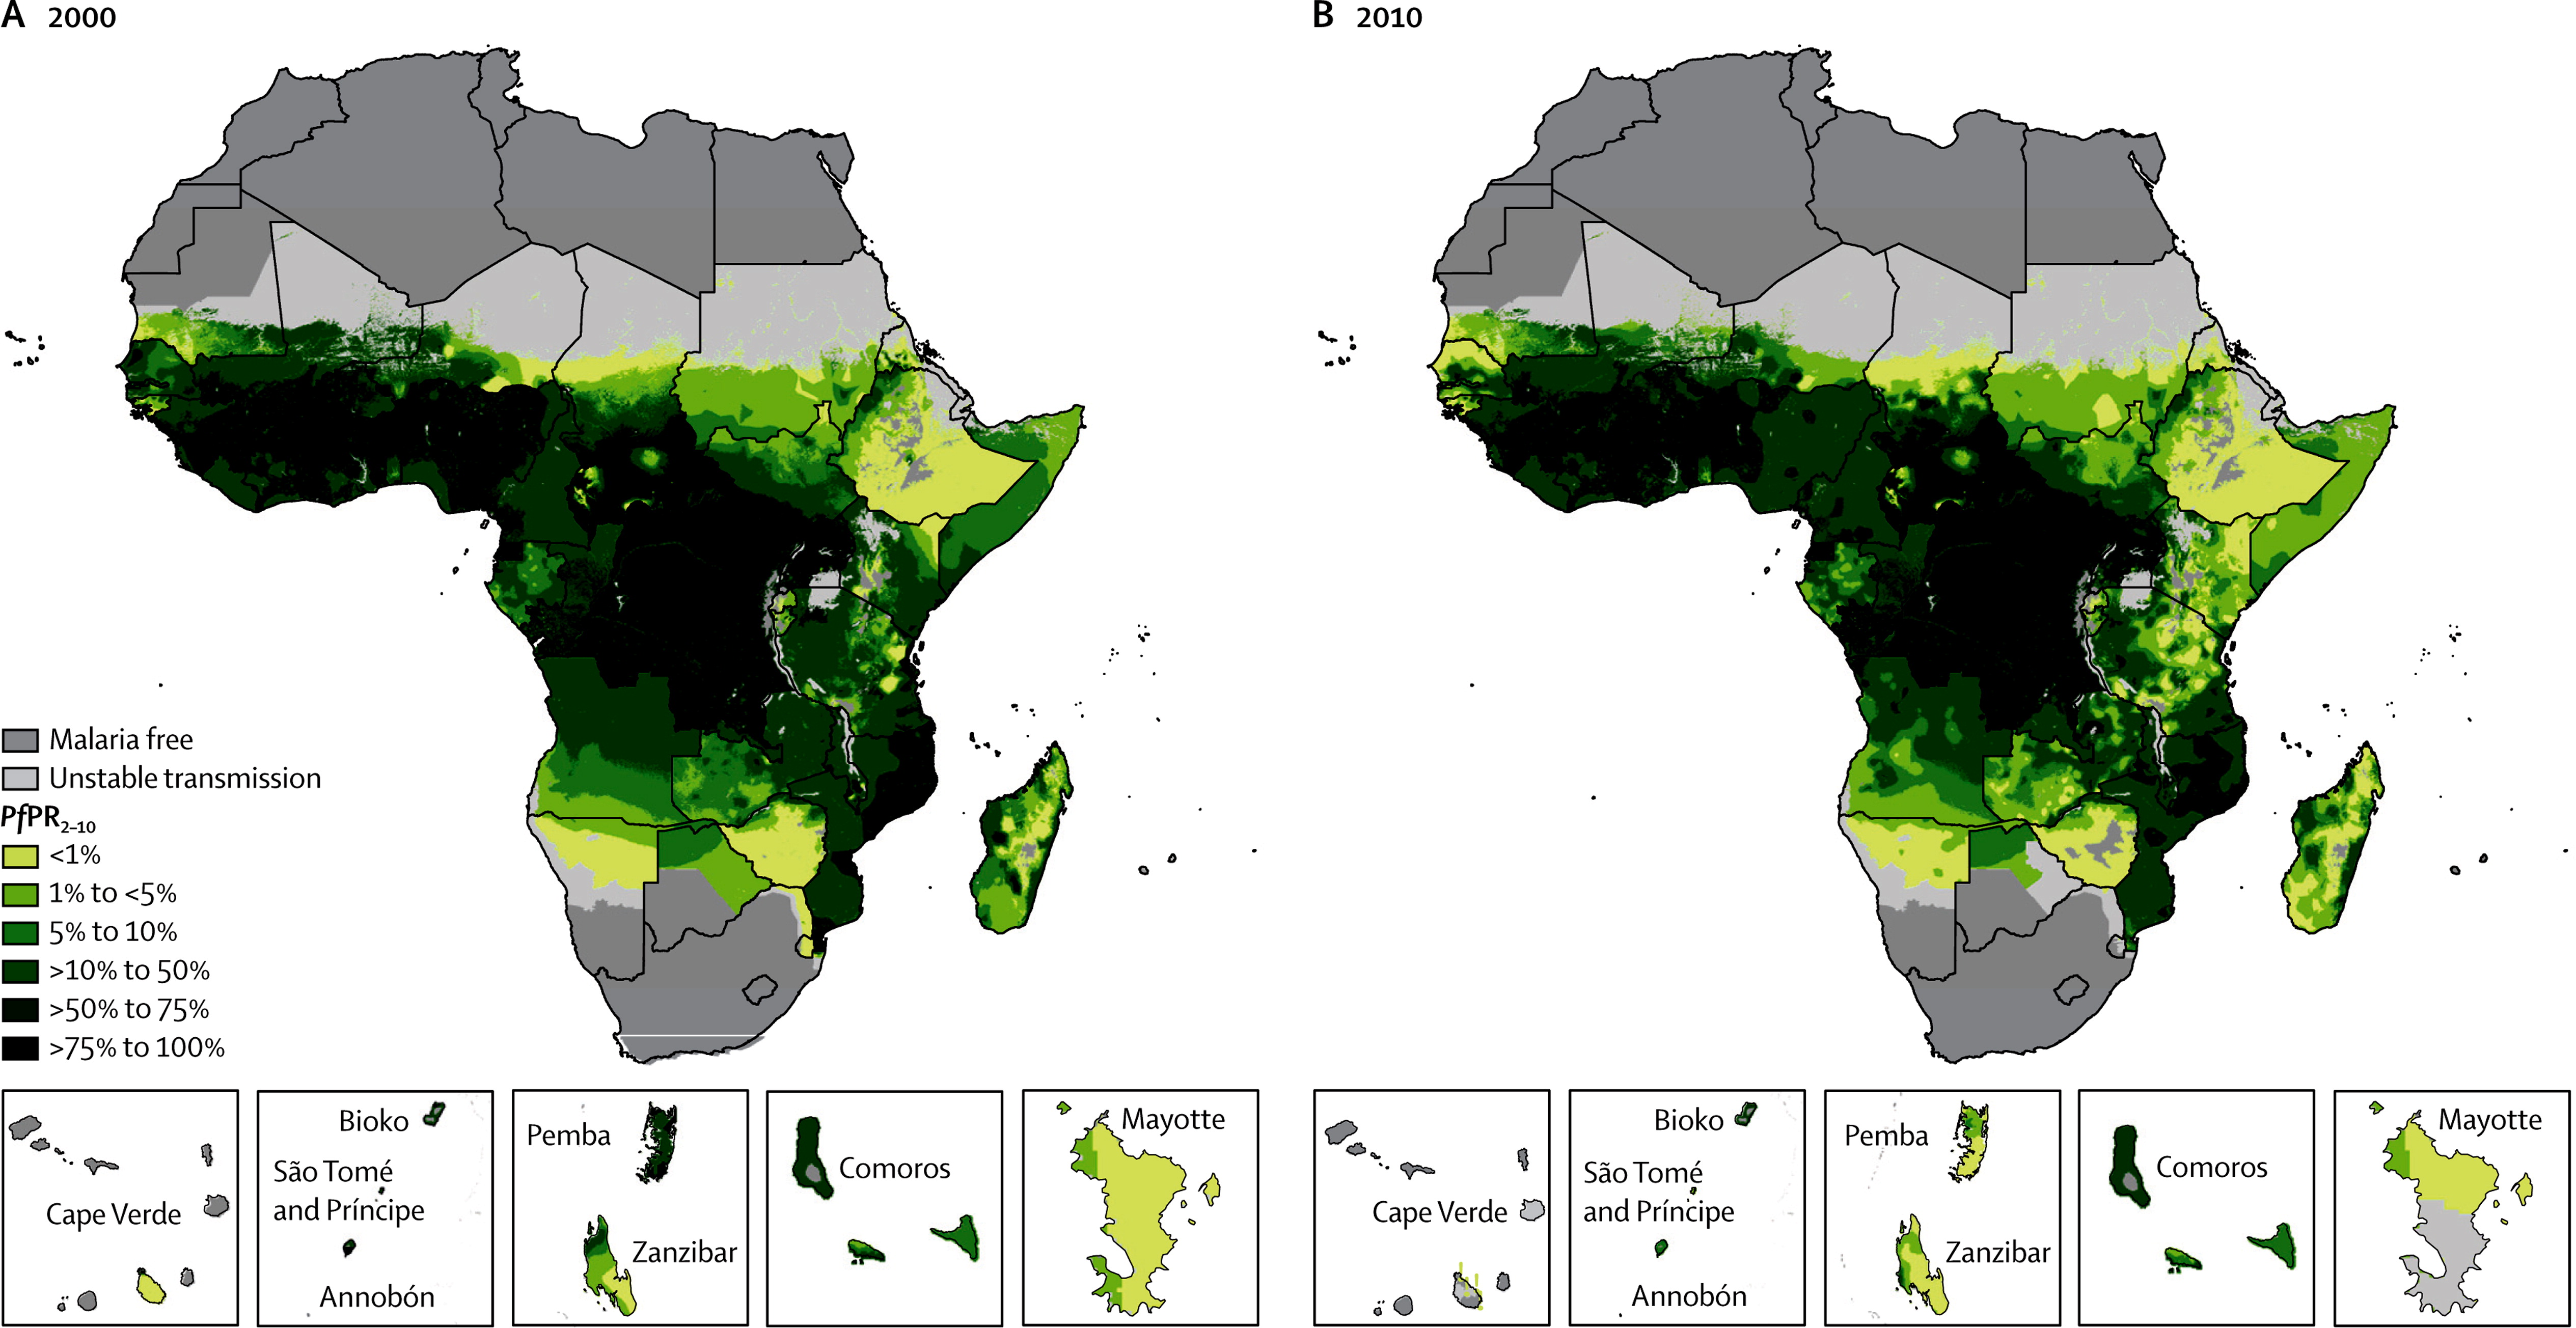 A 2000
B 2010
Malaria free
Unstable transmission
PfPR2–10
<1%
1% to <5%
5% to 10%
>10% to 50%
>50% to 75%
>75% to 100%
Cape Verde
Bioko
São Tomé
and Príncipe
Annobón
Pemba
Zanzibar
Comoros
Mayotte
Cape Verde
Bioko
São Tomé
and Príncipe
Annobón
Pemba
Zanzibar
Comoros
Mayotte